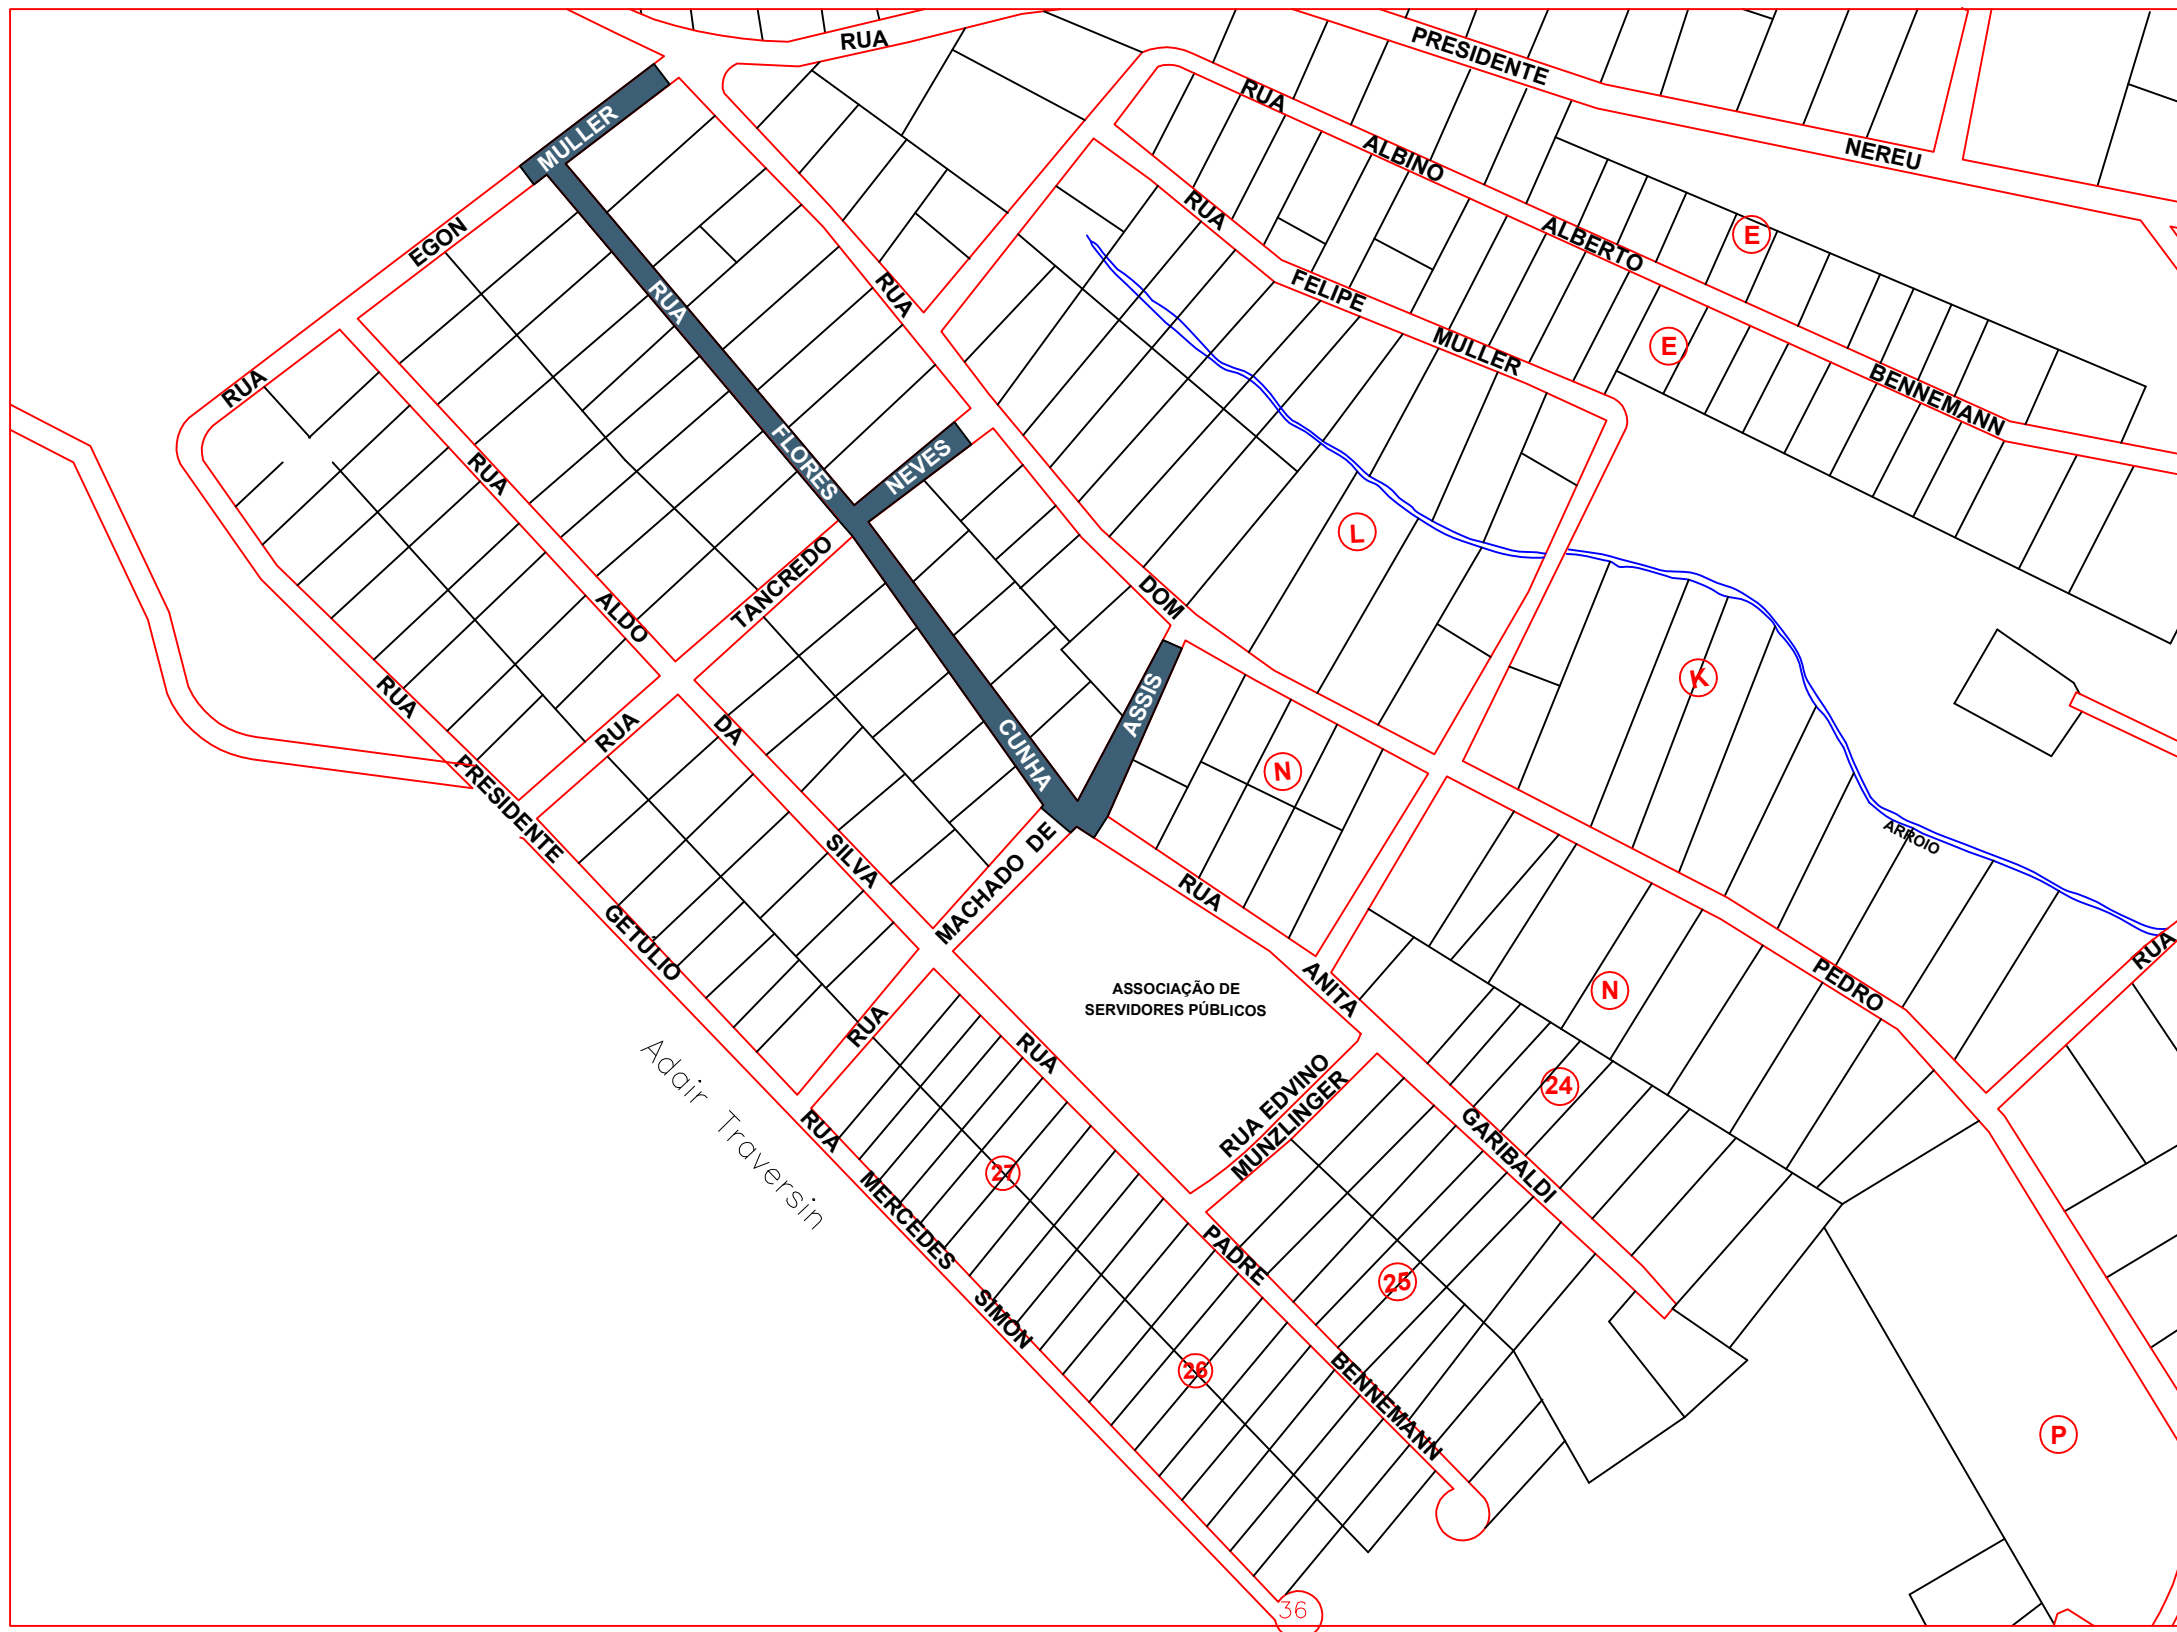 RUA
PRESIDENTE
NEREU
RUA
ALBINO
ALBERTO
BENNEMANN
E
E
RUA
FELIPE
MULLER
RUA
EGON
MULLER
RUA
FLORES
CUNHA
RUA
DOM
PEDRO
RUA
TANCREDO
NEVES
RUA
ALDO
DA
SILVA
L
K
N
N
ARROIO
RUA
RUA
PRESIDENTE
GETÚLIO
RUA
MACHADO DE
ASSIS
RUA
ANITA
GARIBALDI
ASSOCIAÇÃO DE
SERVIDORES PÚBLICOS
RUA EDVINO
MUNZLINGER
24
25
26
27
RUA
PADRE
BENNEMANN
RUA
MERCEDES
SIMON
Adair Traversin
P
36